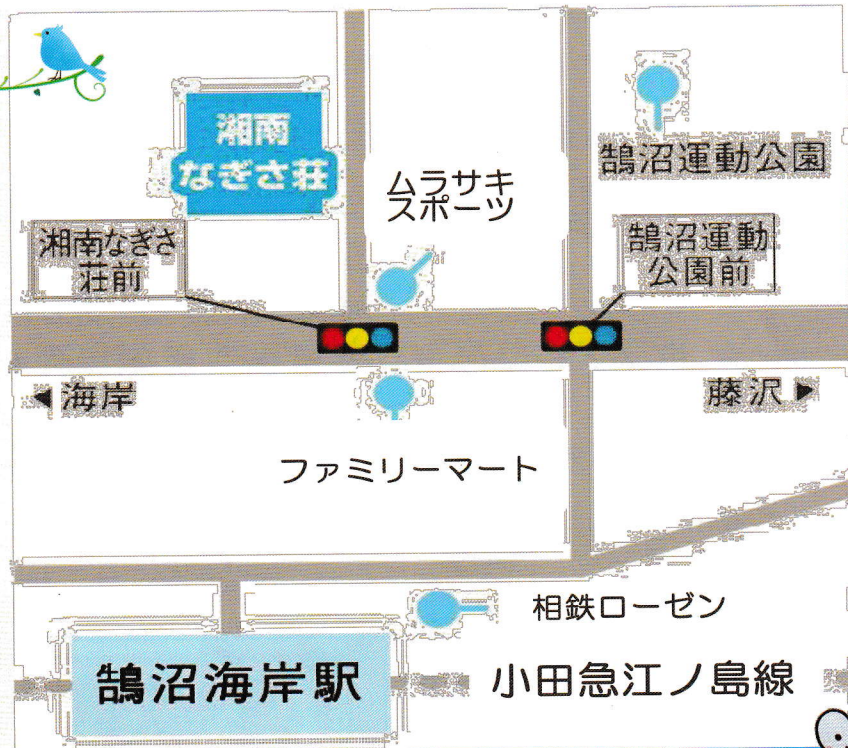 湘南
なぎさ荘
鵠沼運動公園
ムラサキ
スポーツ
湘南なぎさ
荘前
鵠沼運動
公園前
◀海岸
藤沢▶
ファミリーマート
相鉄ローゼン
鵠沼海岸駅
小田急江ノ島線